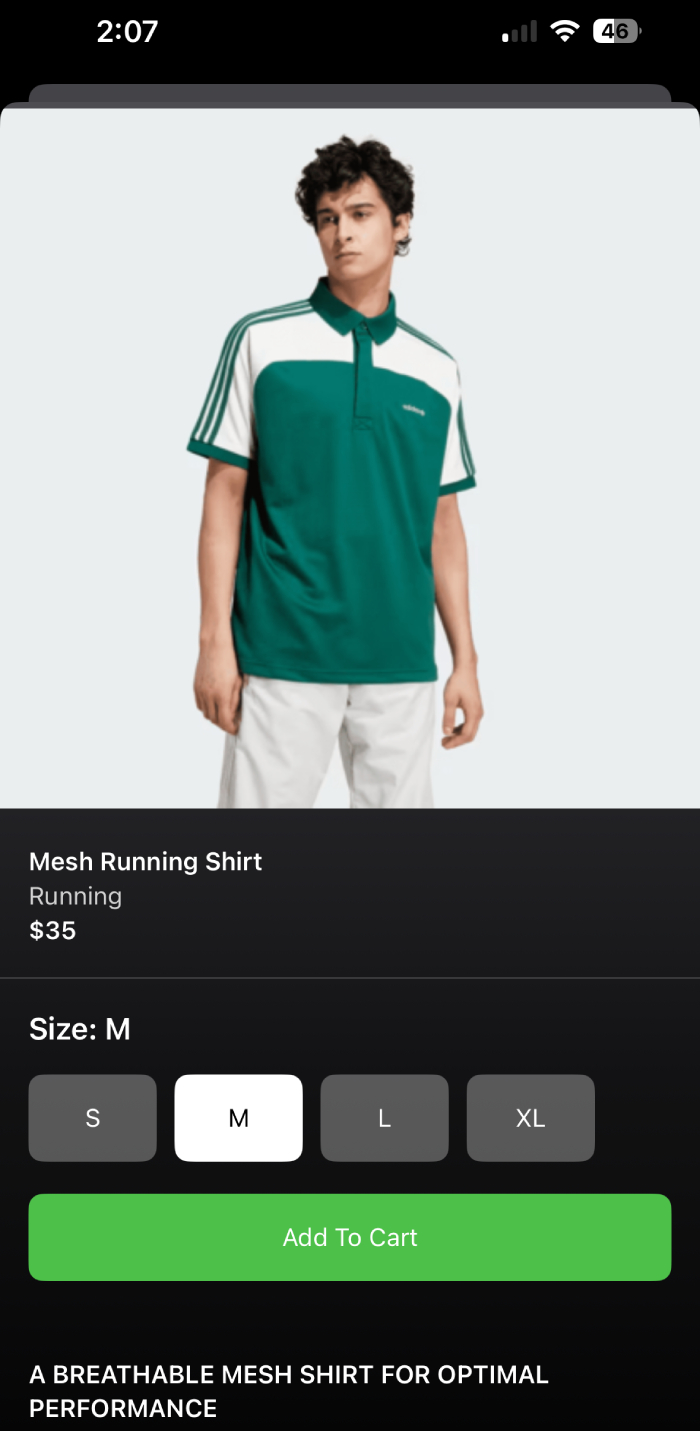 2:07
46
Mesh Running Shirt
Running
$35
Size: M
S M L XL
Add To Cart
A BREATHABLE MESH SHIRT FOR OPTIMAL
PERFORMANCE